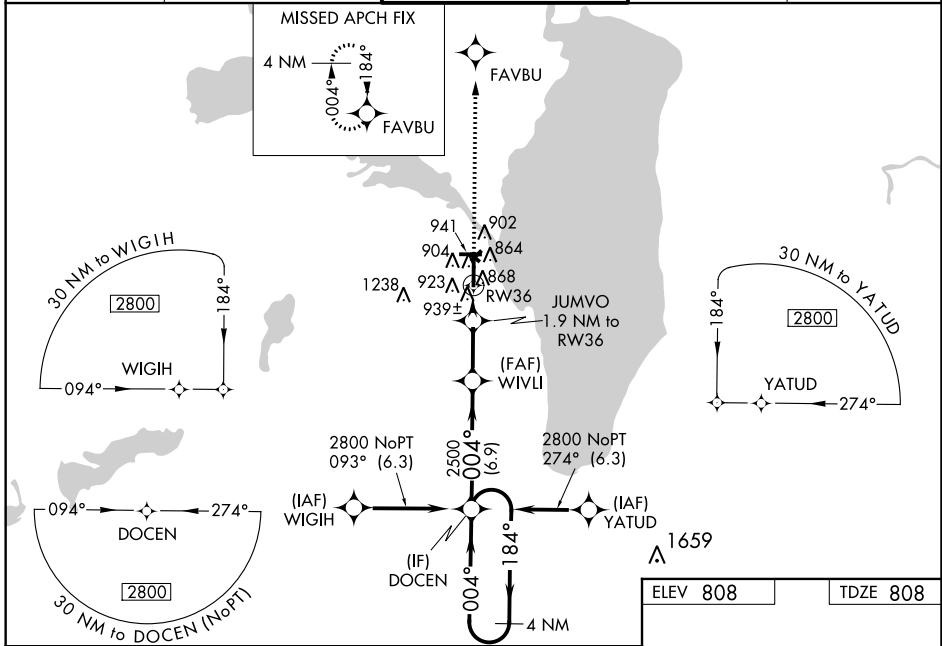 MISSED APCH FIX
4 NM
004°
184°
FAVBU
FAVBU
941
902
904
864
1238
923
868
RW36
939±
JUMVO
1.9 NM to
RW36
(FAF)
WIVLI
30 NM to WIGIH
2800
184°
WIGIH
094°
30 NM to YATUD
2800
184°
YATUD
274°
2800 NoPT
093° (6.3)
2500
004°
(6.9)
2800 NoPT
274° (6.3)
(IAF)
WIGIH
(IAF)
YATUD
(IF)
DOCEN
004°
184°
4 NM
094°
274°
DOCEN
2800
30 NM to DOCEN (NoPT)
1659
ELEV 808
TDZE 808